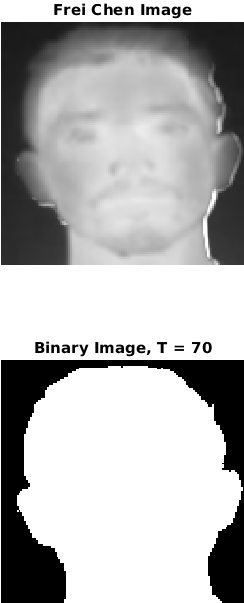 Frei Chen Image
Binary Image, T = 70